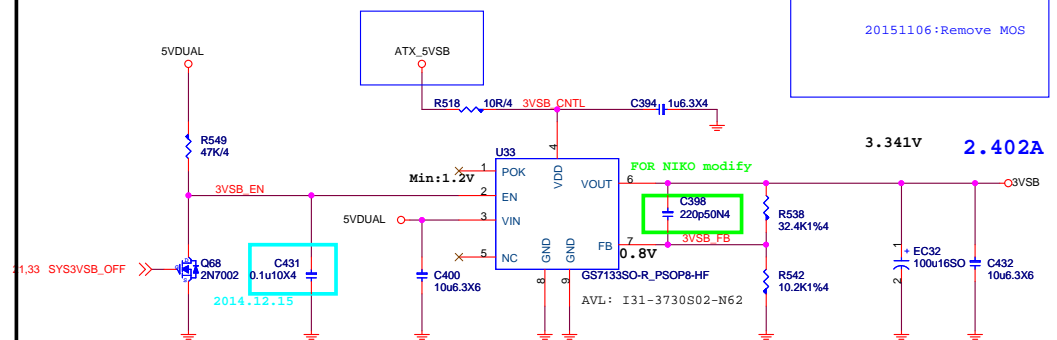 20151106:Remove MOS
5VDUAL
ATX_5VSB
R518 10R/4 3VSB_CNTL C394 1u6.3X4
R549
47K/4
3.341V 2.402A
U33
4
FOR NIKO modify
Min:1.2V
1 POK VDD
VOUT 6
3VSB
3VSB_EN
2 EN
C398
220p50N4
R538
32.4K1%4
5VDUAL
3 VIN
3VSB_FB
FB 7
0.8V
5 NC
GND GND
8 9
GS7133SO-R_PSOP8-HF
AVL: I31-3730S02-N62
21,33 SYS3VSB_OFF
Q68
2N7002
C431
0.1u10X4
2014.12.15
C400
10u6.3X6
R542
10.2K1%4
1
+ EC32
100u16SO
2
C432
10u6.3X6